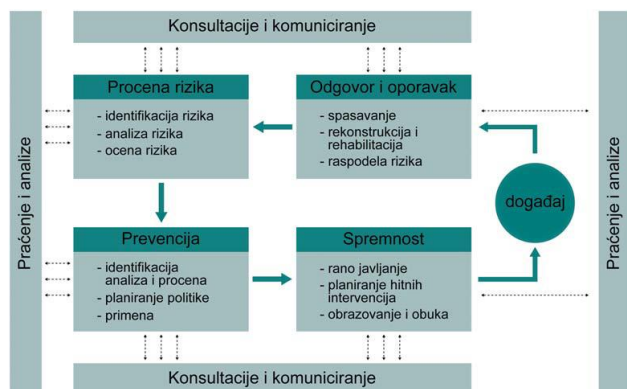 Konsultacije i komuniciranje
Praćenje i analize
Procena rizika
- identifikacija rizika
- analiza rizika
- ocena rizika
Odgovor i oporavak
- spasavanje
- rekonstrukcija i
rehabilitacija
- raspodela rizika
događaj
Prevencija
- identifikacija
analiza i procena
- planiranje politike
- primena
Spremnost
- rano javljanje
- planiranje hitnih
intervencija
- obrazovanje i obuka
Praćenje i analize
Konsultacije i komuniciranje